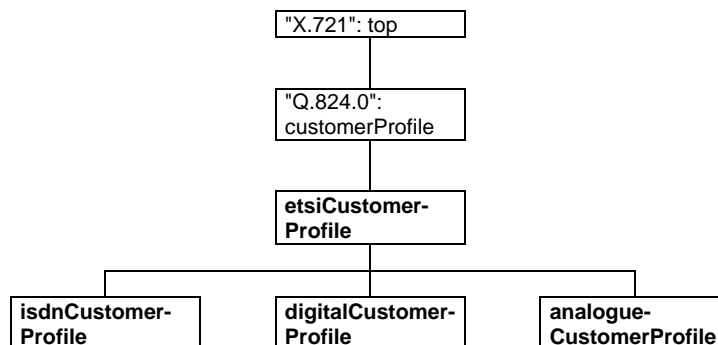 "X.721": top
"Q.824.0":
customerProfile
etsiCustomer-
Profile
isdnCustomer-
Profile
digitalCustomer-
Profile
analogue-
CustomerProfile